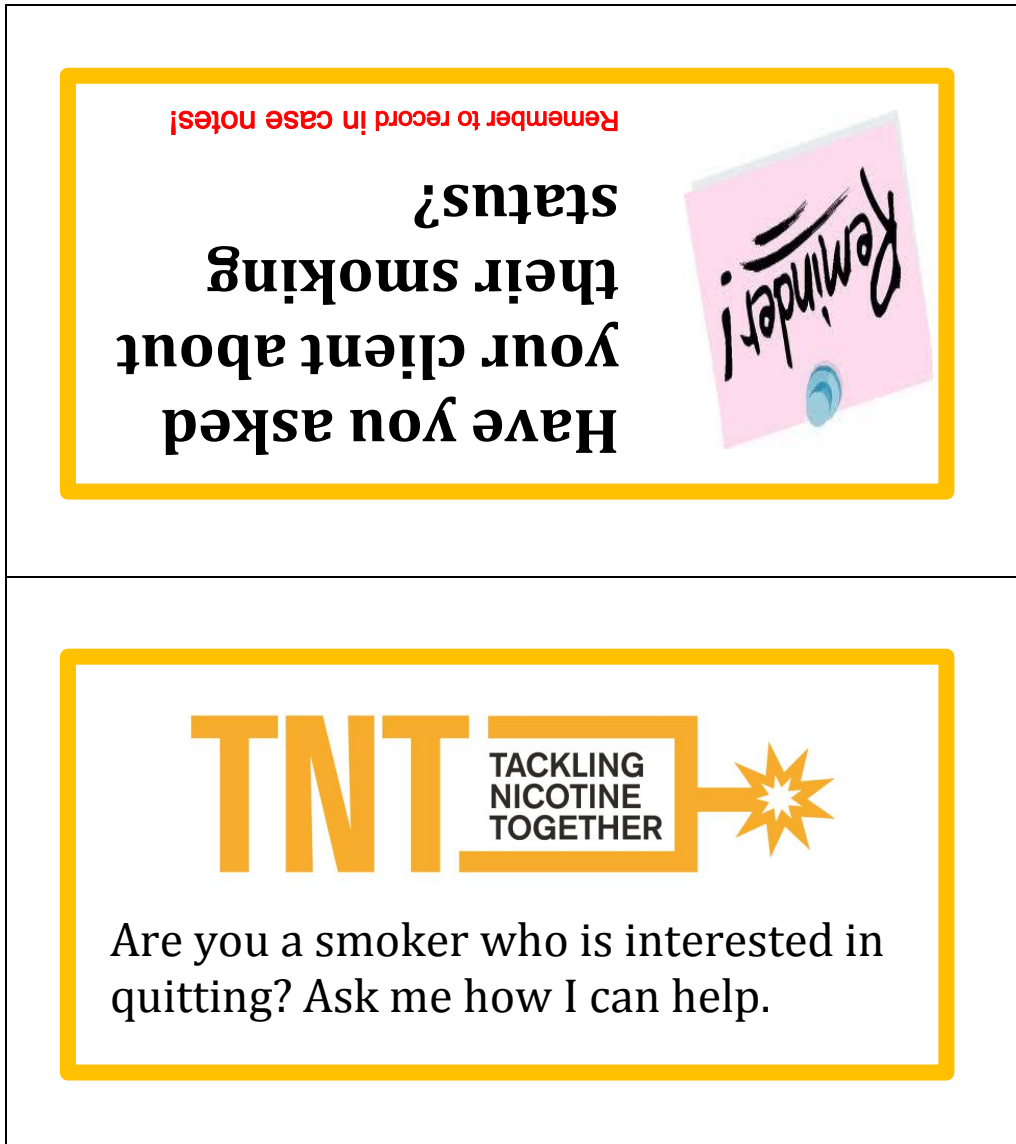 Have you asked
your client about
their smoking
status?
Remember to record in case notes!
Reminder!
TNT
TACKLING
NICOTINE
TOGETHER
Are you a smoker who is interested in
quitting? Ask me how I can help.